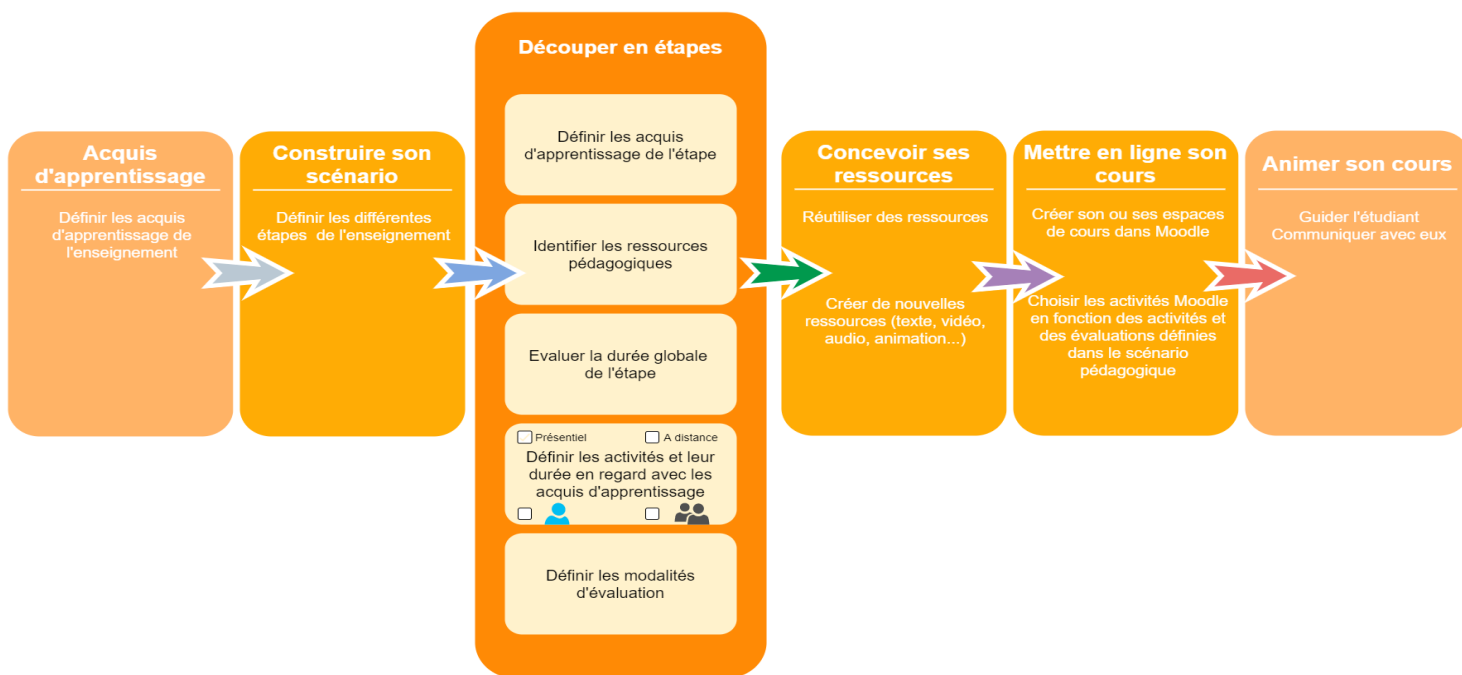 Acquis
d'apprentissage
Définir les acquis
d'apprentissage de
l'enseignement
Construire son
scénario
Définir les différentes
étapes de l'enseignement
Découper en étapes
Définir les acquis
d'apprentissage de l'étape
Identifier les ressources
pédagogiques
Evaluer la durée globale
de l'étape
Présentiel
A distance
Définir les activités et leur
durée en regard avec les
acquis d'apprentissage
Définir les modalités
d'évaluation
Concevoir ses
ressources
Réutiliser des ressources
Créer de nouvelles
ressources (texte, vidéo,
audio, animation...)
Mettre en ligne son
cours
Créer son ou ses espaces
de cours dans Moodle
Choisir les activités Moodle
en fonction des activités et
des évaluations définies
dans le scénario
pédagogique
Animer son cours
Guider l'étudiant
Communiquer avec eux